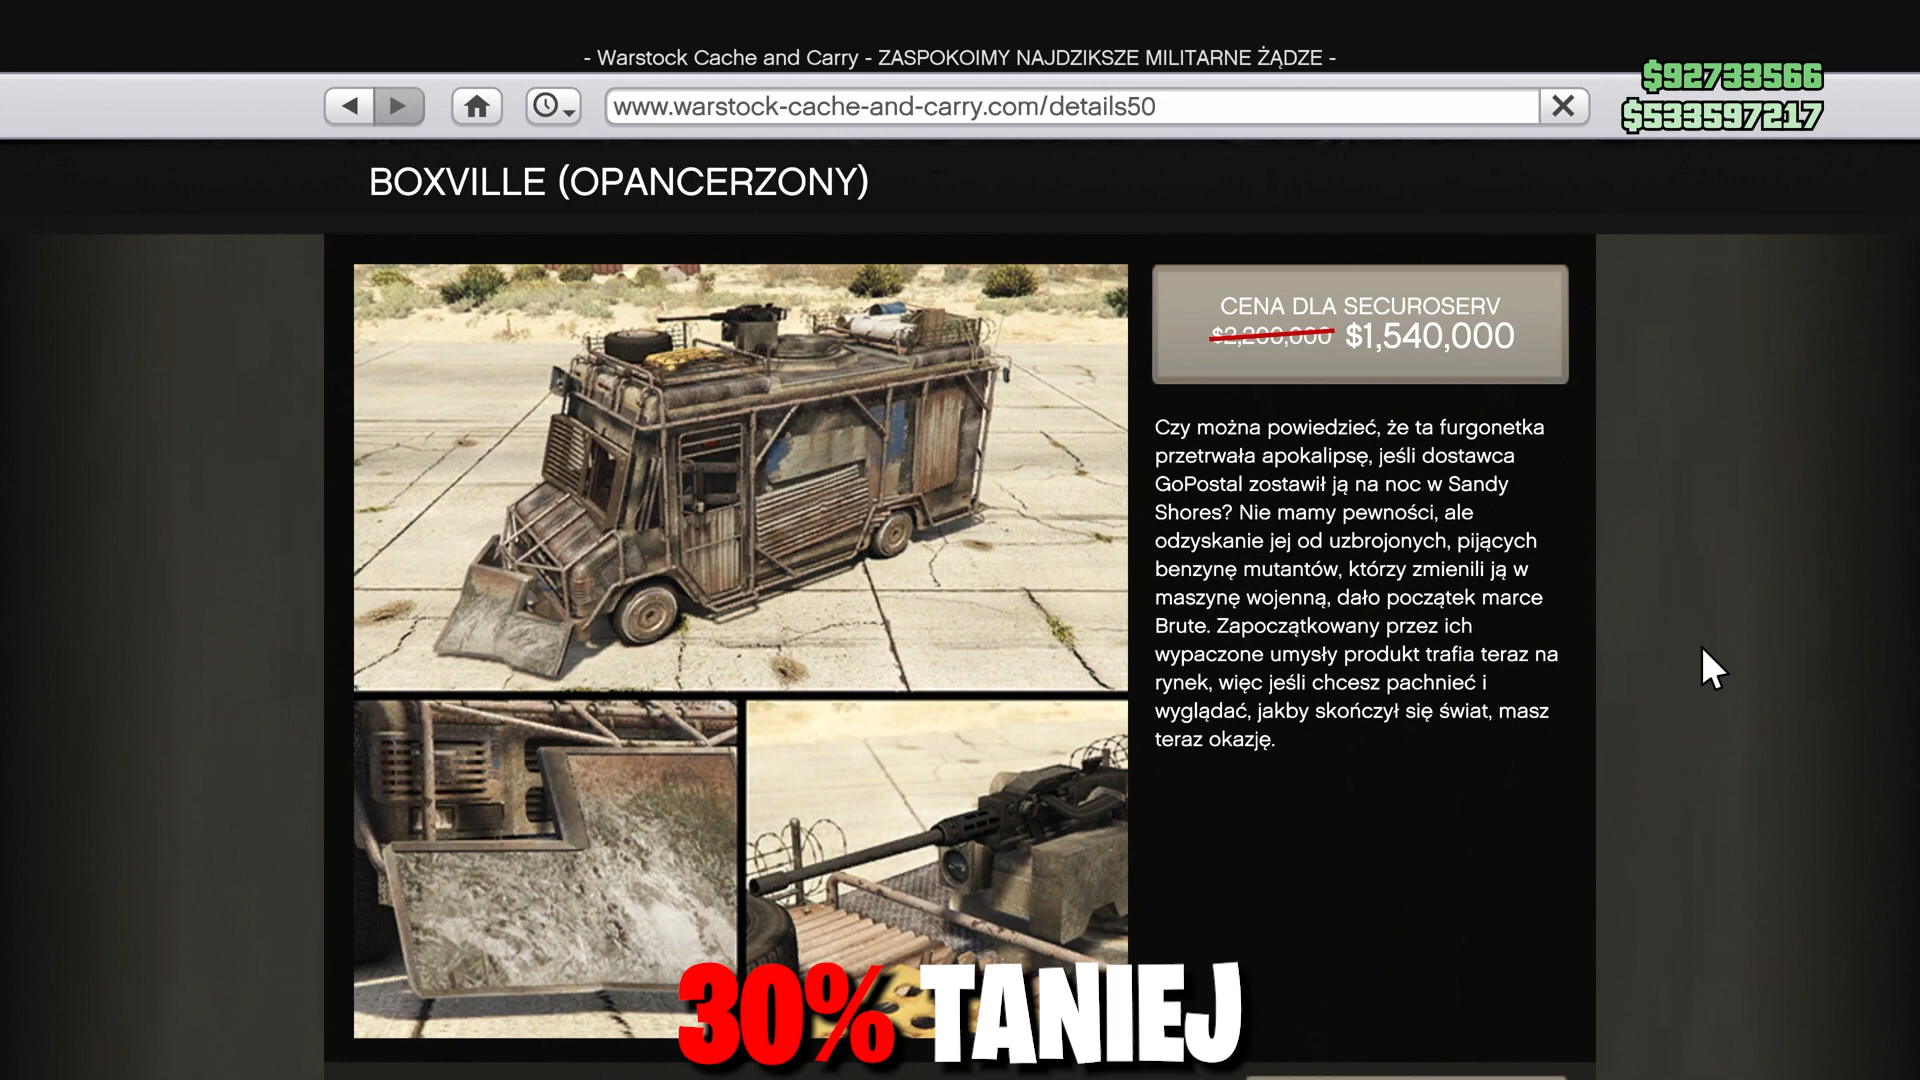 - Warstock Cache and Carry - ZASPOKOIMY NAJDZIKSZE MILITARNE ŻĄDZE -
$92733566
www.warstock-cache-and-carry.com/details50
$533597217
BOXVILLE (OPANCERZONY)
CENA DLA SECUROSERV
$2,200,000 $1,540,000
Czy można powiedzieć, że ta furgonetka
przetrwała apokalipsę, jeśli dostawca
GoPostal zostawił ją na noc w Sandy
Shores? Nie mamy pewności, ale
odzyskanie jej od uzbrojonych, pijących
benzynę mutantów, którzy zmienili ją w
maszynę wojenną, dało początek marce
Brute. Zapoczątkowany przez ich
wypaczone umysły produkt trafia teraz na
rynek, więc jeśli chcesz pachnieć i
wyglądać, jakby skończył się świat, masz
teraz okazję.
30% TANIEJ